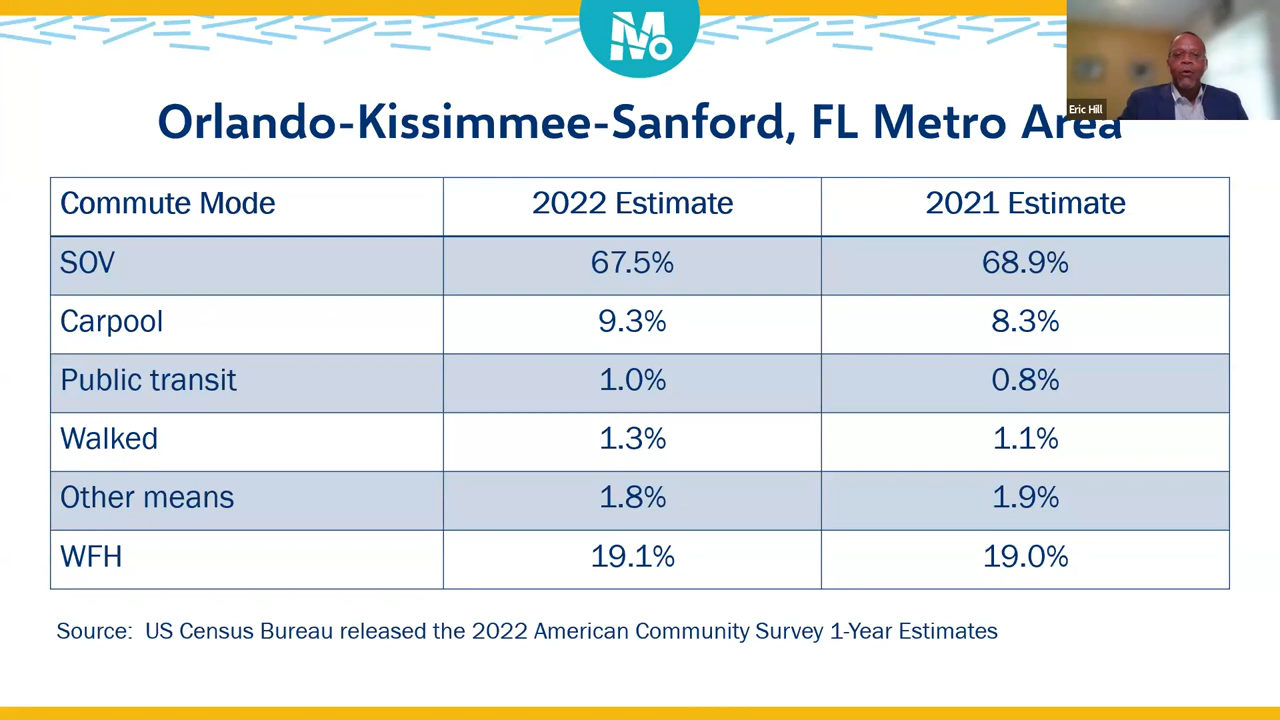 Mo
Eric Hill
Orlando-Kissimmee-Sanford, FL Metro Area
Commute Mode 2022 Estimate 2021 Estimate
SOV 67.5% 68.9%
Carpool 9.3% 8.3%
Public transit 1.0% 0.8%
Walked 1.3% 1.1%
Other means 1.8% 1.9%
WFH 19.1% 19.0%
Source: US Census Bureau released the 2022 American Community Survey 1-Year Estimates